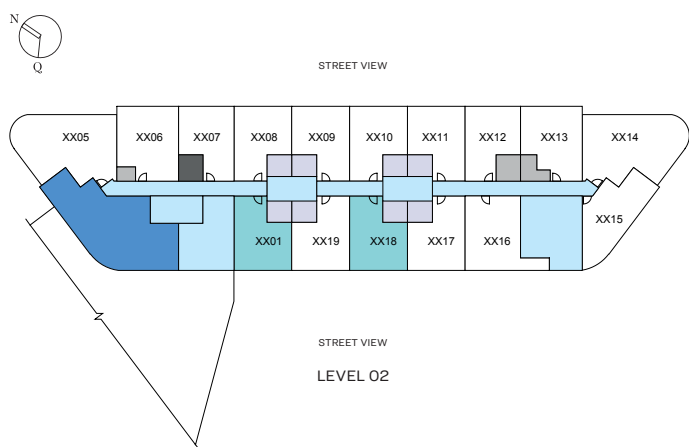 N
Q
STREET VIEW
XX05 XX06 XX07 XX08 XX09 XX10 XX11 XX12 XX13 XX14
XX15
XX01 XX19 XX18 XX17 XX16
STREET VIEW
LEVEL 02